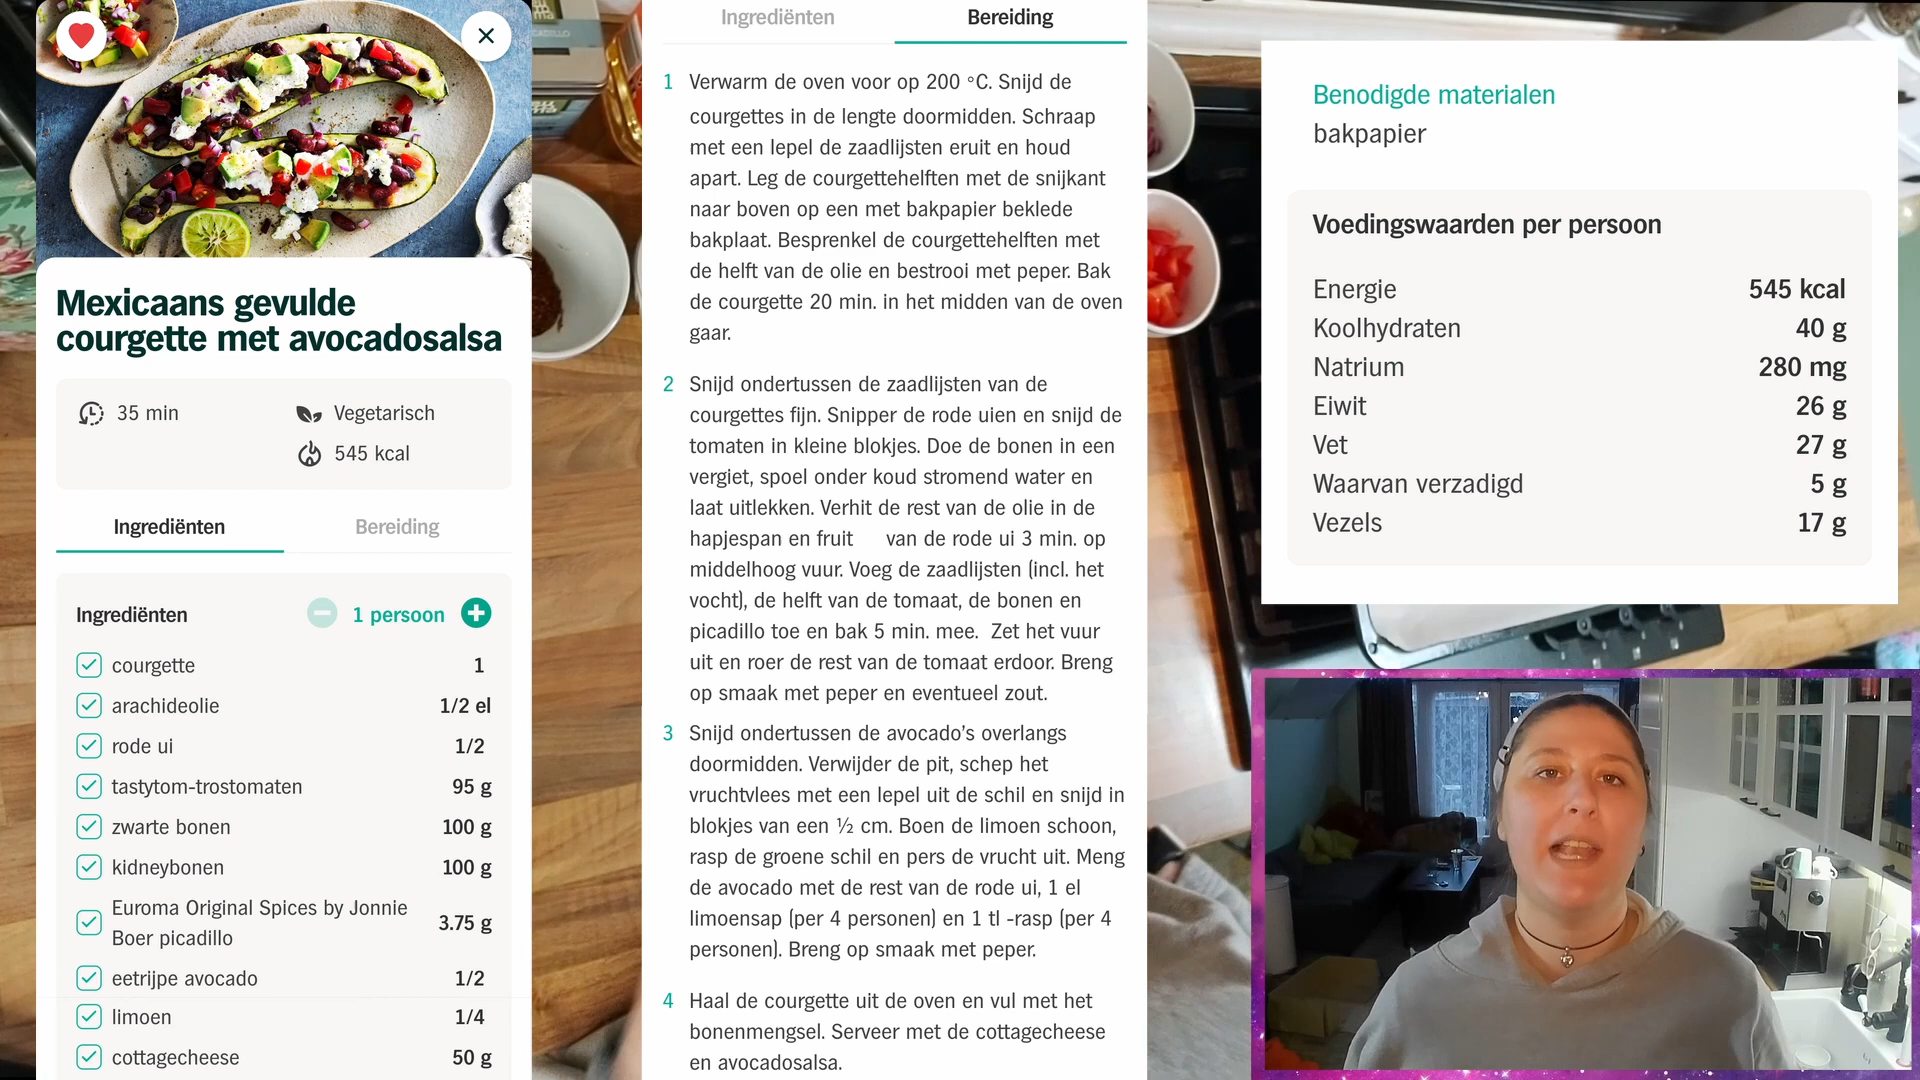 Mexicaans gevulde
courgette met avocadosalsa
35 min
Vegetarisch
545 kcal
Ingrediënten
Bereiding
Ingrediënten
1 persoon
courgette 1
arachideolie 1/2 el
rode ui 1/2
tastytom-trostomaten 95 g
zwarte bonen 100 g
kidneybonen 100 g
Euroma Original Spices by Jonnie
Boer picadillo 3.75 g
eetrijpe avocado 1/2
limoen 1/4
cottagecheese 50 g
Ingrediënten
Bereiding
1 Verwarm de oven voor op 200 °C. Snijd de
courgettes in de lengte doormidden. Schraap
met een lepel de zaadlijsten eruit en houd
apart. Leg de courgettehelften met de snijkant
naar boven op een met bakpapier beklede
bakplaat. Besprenkel de courgettehelften met
de helft van de olie en bestrooi met peper. Bak
de courgette 20 min. in het midden van de oven
gaar.
2 Snijd ondertussen de zaadlijsten van de
courgettes fijn. Snipper de rode uien en snijd de
tomaten in kleine blokjes. Doe de bonen in een
vergiet, spoel onder koud stromend water en
laat uitlekken. Verhit de rest van de olie in de
hapjespan en fruit van de rode ui 3 min. op
middelhoog vuur. Voeg de zaadlijsten (incl. het
vocht), de helft van de tomaat, de bonen en
picadillo toe en bak 5 min. mee. Zet het vuur
uit en roer de rest van de tomaat erdoor. Breng
op smaak met peper en eventueel zout.
3 Snijd ondertussen de avocado's overlangs
doormidden. Verwijder de pit, schep het
vruchtvlees met een lepel uit de schil en snijd in
blokjes van een ½ cm. Boen de limoen schoon,
rasp de groene schil en pers de vrucht uit. Meng
de avocado met de rest van de rode ui, 1 el
limoensap (per 4 personen) en 1 tl -rasp (per 4
personen). Breng op smaak met peper.
4 Haal de courgette uit de oven en vul met het
bonenmengsel. Serveer met de cottagecheese
en avocadosalsa.
Benodigde materialen
bakpapier
Voedingswaarden per persoon
Energie 545 kcal
Koolhydraten 40 g
Natrium 280 mg
Eiwit 26 g
Vet 27 g
Waarvan verzadigd 5 g
Vezels 17 g